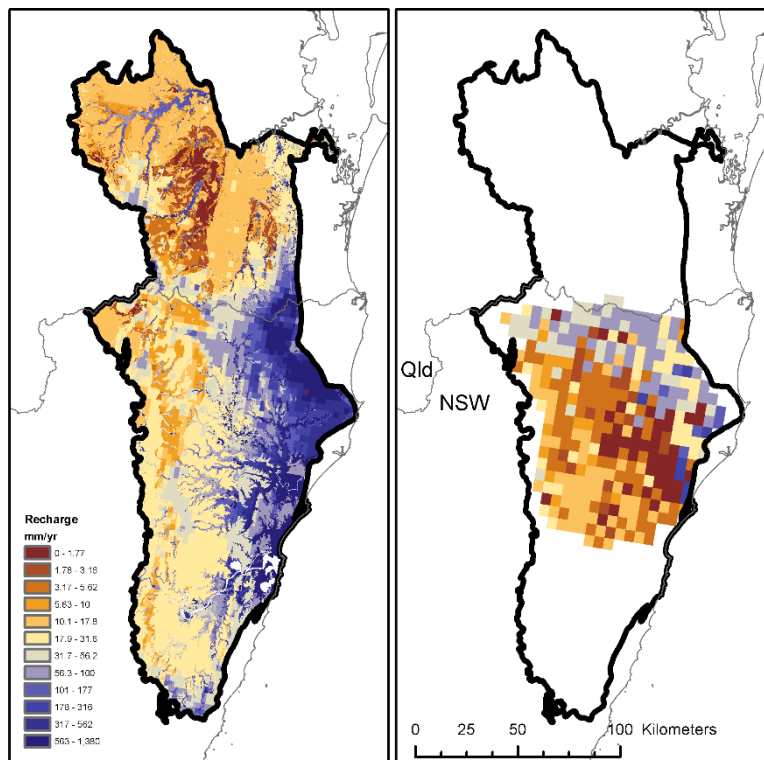 Recharge
mm/yr
0 - 1.77
1.78 - 3.16
3.17 - 5.62
5.63 - 10
10.1 - 17.8
17.9 - 31.6
31.7 - 56.2
56.3 - 100
101 - 177
178 - 316
317 - 562
563 - 1,380
Qld
NSW
0 50 100 Kilometers